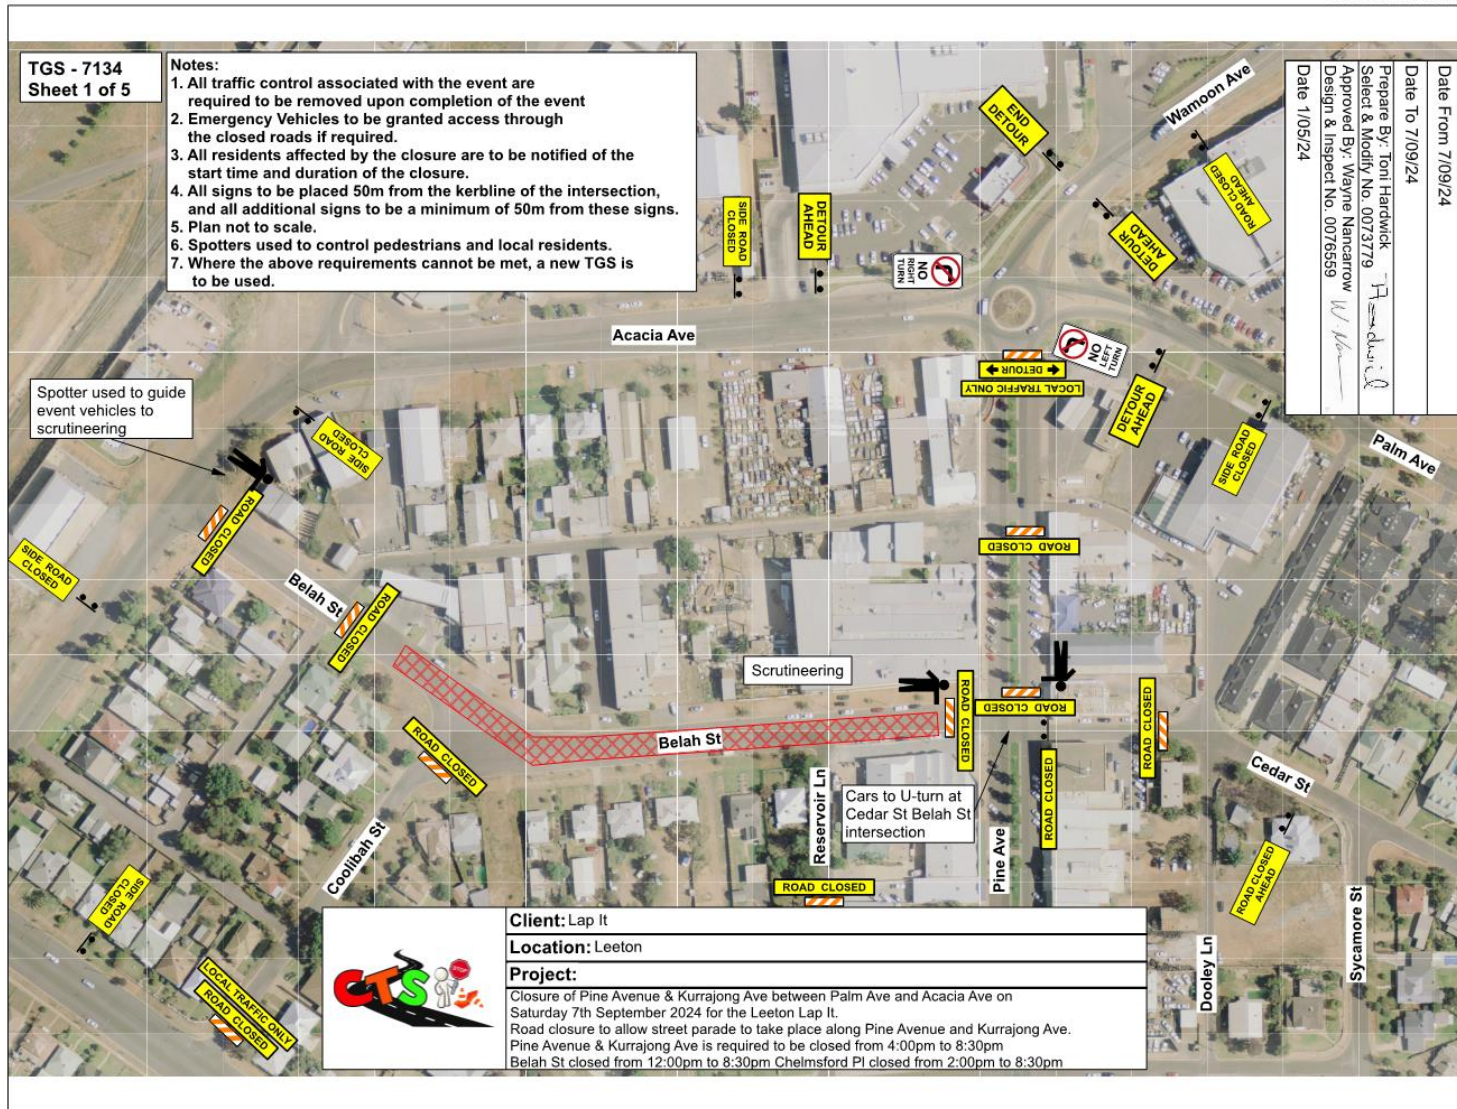 TGS - 7134
Sheet 1 of 5
Notes:
1. All traffic control associated with the event are
required to be removed upon completion of the event
2. Emergency Vehicles to be granted access through
the closed roads if required.
3. All residents affected by the closure are to be notified of the
start time and duration of the closure.
4. All signs to be placed 50m from the kerbline of the intersection,
and all additional signs to be a minimum of 50m from these signs.
5. Plan not to scale.
6. Spotters used to control pedestrians and local residents.
7. Where the above requirements cannot be met, a new TGS is
to be used.
Date From 7/09/24
Date To 7/09/24
Prepare By: Toni Hardwick
Select & Modify No. 0073779
Approved By: Wayne Nancarrow
Design & Inspect No. 0076559
Date 1/05/24
END
DETOUR
Wamoon Ave
ROAD CLOSED
AHEAD
DETOUR
AHEAD
SIDE ROAD
CLOSED
DETOUR
AHEAD
NO
RIGHT
TURN
Acacia Ave
NO
LEFT
TURN
DETOUR
LOCAL TRAFFIC ONLY
DETOUR
AHEAD
SIDE ROAD
CLOSED
Palm Ave
Spotter used to guide
event vehicles to
scrutineering
SIDE ROAD
CLOSED
ROAD CLOSED
SIDE ROAD
CLOSED
Belah St
ROAD CLOSED
ROAD CLOSED
Scrutineering
ROAD CLOSED
ROAD CLOSED
ROAD CLOSED
Belah St
ROAD CLOSED
ROAD CLOSED
Cedar St
Cars to U-turn at
Cedar St Belah St
intersection
Reservoir Ln
Pine Ave
Coolibah St
ROAD CLOSED
ROAD CLOSED
AHEAD
SIDE ROAD
CLOSED
Dooley Ln
Sycamore St
LOCAL TRAFFIC ONLY
ROAD CLOSED
CTS
STOP
Client: Lap It
Location: Leeton
Project:
Closure of Pine Avenue & Kurrajong Ave between Palm Ave and Acacia Ave on
Saturday 7th September 2024 for the Leeton Lap It.
Road closure to allow street parade to take place along Pine Avenue and Kurrajong Ave.
Pine Avenue & Kurrajong Ave is required to be closed from 4:00pm to 8:30pm
Belah St closed from 12:00pm to 8:30pm Chelmsford Pl closed from 2:00pm to 8:30pm